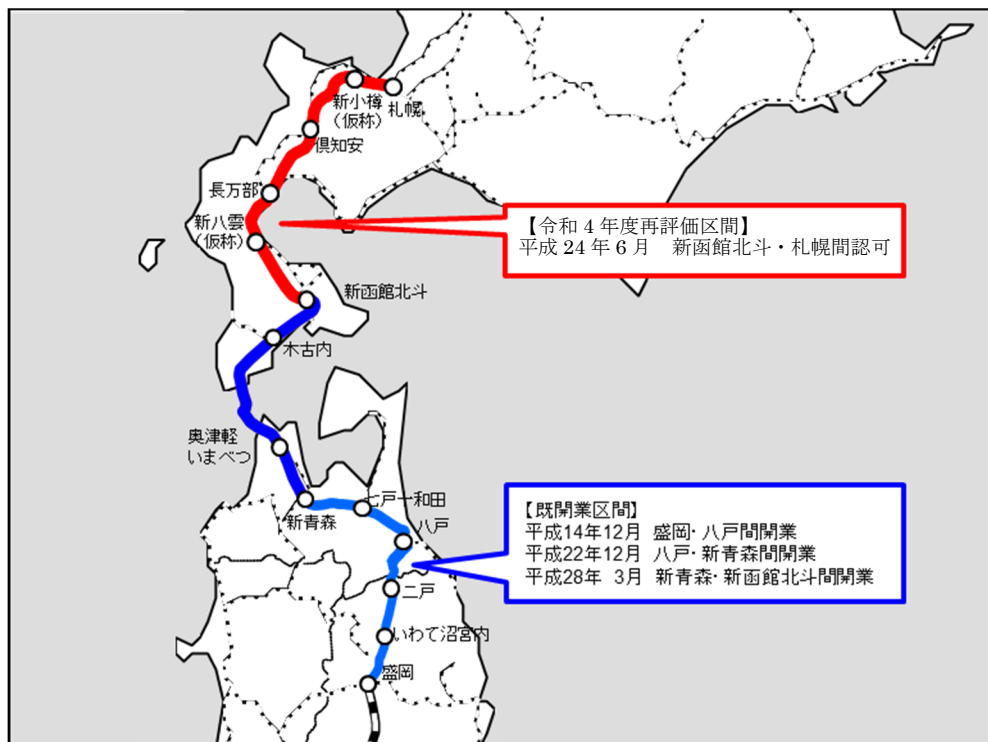 新小樽
(仮称)
札幌
倶知安
長万部
新八雲
(仮称)
【令和4年度再評価区間】
平成24年6月　新函館北斗・札幌間認可
新函館北斗
木古内
奥津軽
いまべつ
新青森
七戸十和田
八戸
【既開業区間】
平成14年12月 盛岡・八戸間開業
平成22年12月 八戸・新青森間開業
平成28年 3月 新青森・新函館北斗間開業
二戸
いわて沼宮内
盛岡